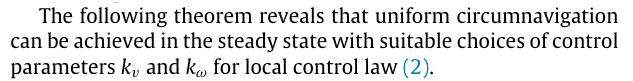 The following theorem reveals that uniform circumnavigation
can be achieved in the steady state with suitable choices of control
parameters kᵥ and k_ω for local control law (2).